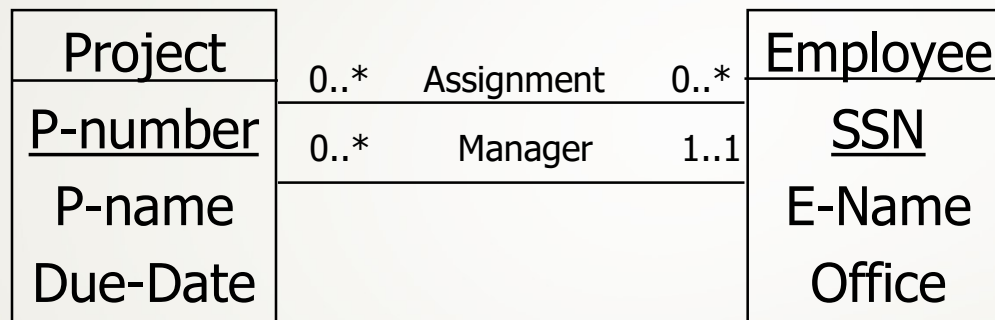 Project
P-number
P-name
Due-Date
0..* Assignment 0..*
0..* Manager 1..1
Employee
SSN
E-Name
Office